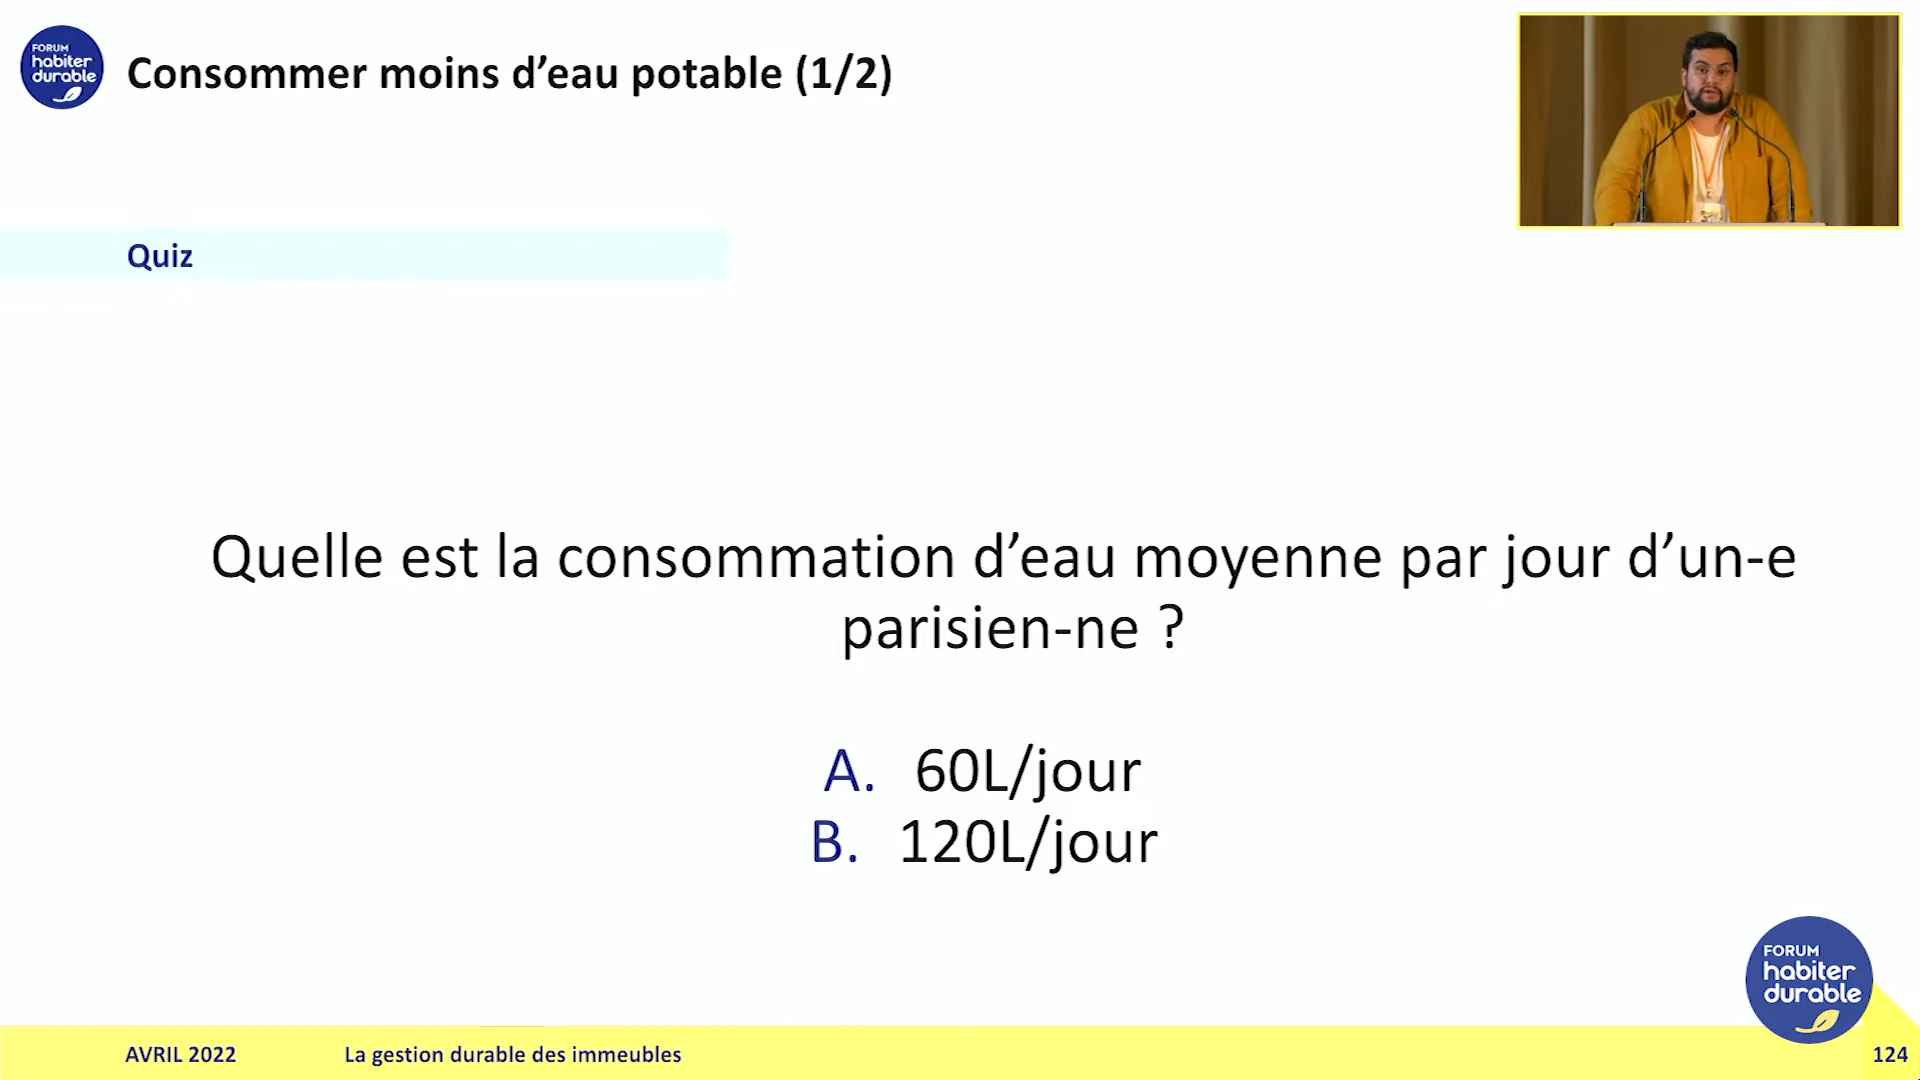 FORUM
habiter
durable
Consommer moins d’eau potable (1/2)
Quiz
Quelle est la consommation d’eau moyenne par jour d’un-e
parisien-ne ?
A. 60L/jour
B. 120L/jour
FORUM
habiter
durable
AVRIL 2022
La gestion durable des immeubles
124